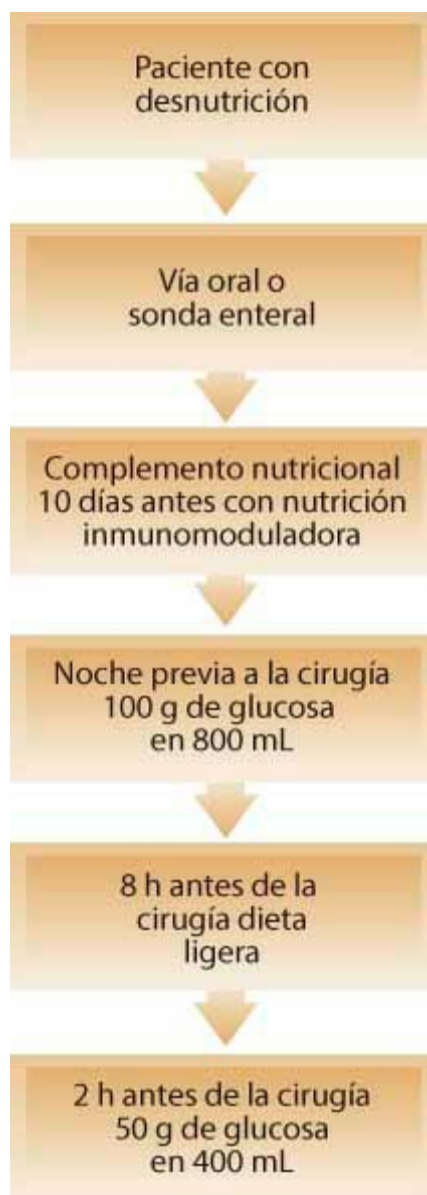 Paciente con
desnutrición
Vía oral o
sonda enteral
Complemento nutricional
10 días antes con nutrición
inmunomoduladora
Noche previa a la cirugía
100 g de glucosa
en 800 mL
8 h antes de la
cirugía dieta
ligera
2 h antes de la cirugía
50 g de glucosa
en 400 mL